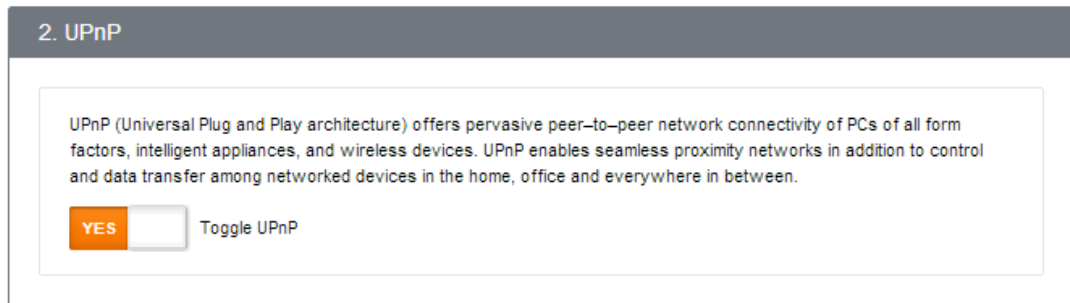 2. UPnP
UPnP (Universal Plug and Play architecture) offers pervasive peer–to–peer network connectivity of PCs of all form
factors, intelligent appliances, and wireless devices. UPnP enables seamless proximity networks in addition to control
and data transfer among networked devices in the home, office and everywhere in between.
YES Toggle UPnP